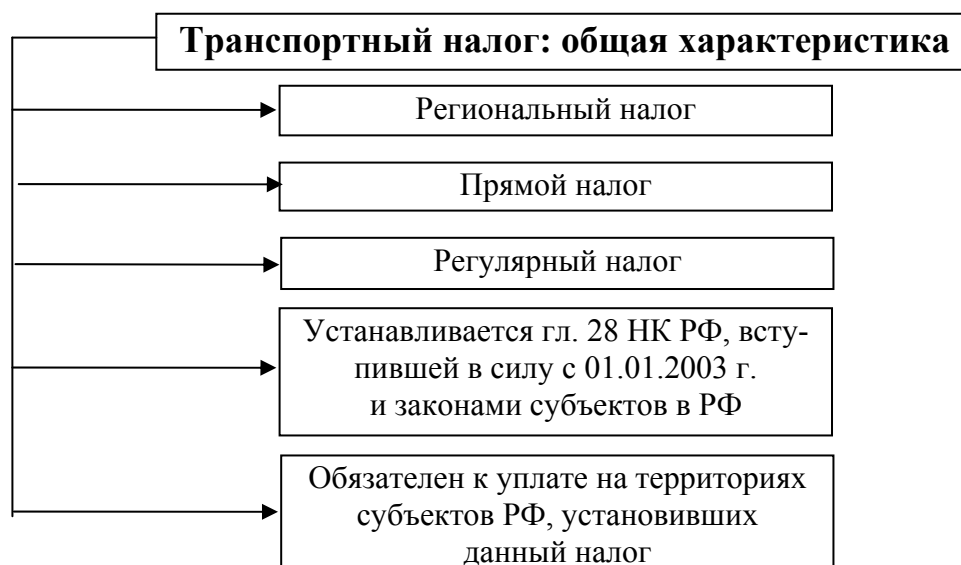 Транспортный налог: общая характеристика
Региональный налог
Прямой налог
Регулярный налог
Устанавливается гл. 28 НК РФ, всту-
пившей в силу с 01.01.2003 г.
и законами субъектов в РФ
Обязателен к уплате на территориях
субъектов РФ, установивших
данный налог